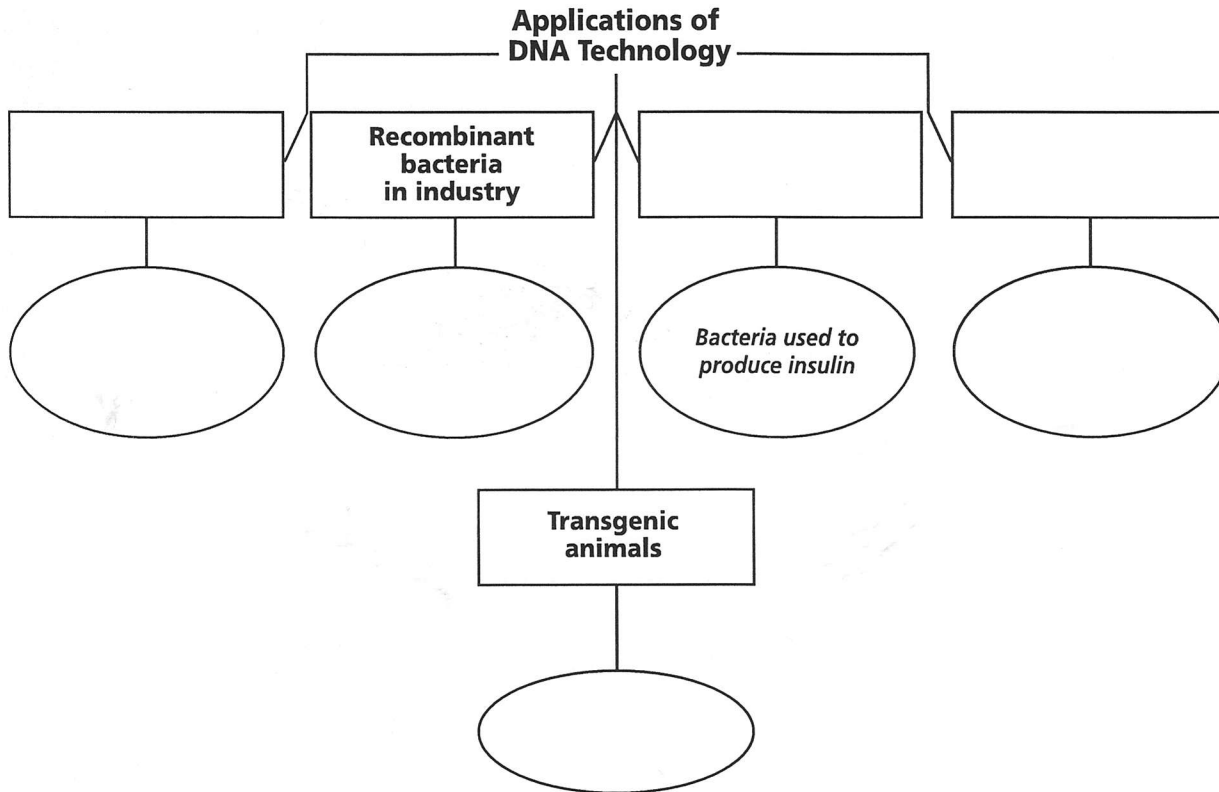 Applications of
DNA Technology
Recombinant
bacteria
in industry
Bacteria used to
produce insulin
Transgenic
animals